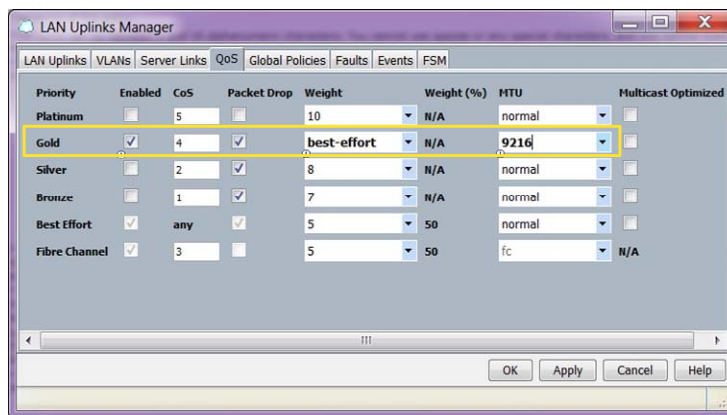 LAN Uplinks Manager
LAN Uplinks VLANs Server Links QoS Global Policies Faults Events FSM
Priority Enabled CoS Packet Drop Weight Weight (%) MTU Multicast Optimized
Platinum 5 10 N/A normal
Gold 4 best-effort N/A 9216
Silver 2 8 N/A normal
Bronze 1 7 N/A normal
Best Effort any 5 50 normal
Fibre Channel 3 5 50 fc N/A
OK Apply Cancel Help